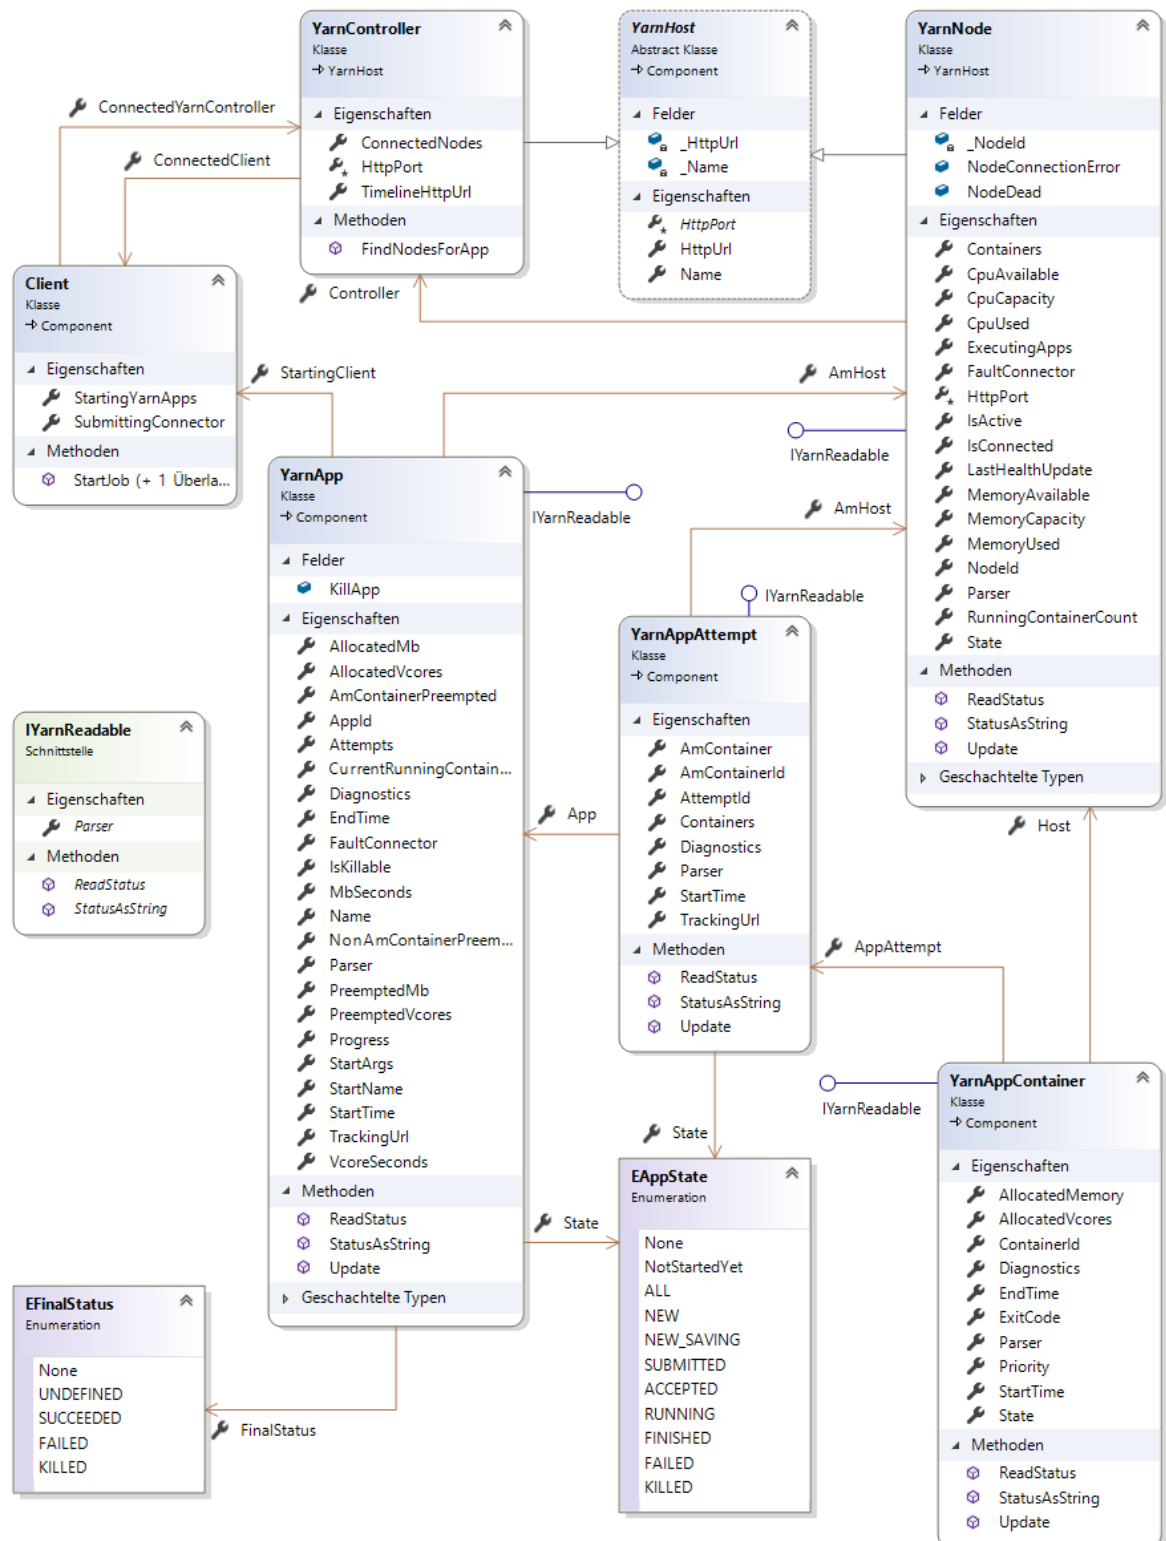 YarnController
Klasse
YarnHost
Eigenschaften
ConnectedNodes
HttpPort
TimelineHttpUrl
Methoden
FindNodesForApp
YarnHost
Abstract Klasse
Component
Felder
_HttpUrl
_Name
Eigenschaften
HttpPort
HttpUrl
Name
YarnNode
Klasse
YarnHost
Felder
_NodeId
NodeConnectionError
NodeDead
Eigenschaften
Containers
CpuAvailable
CpuCapacity
CpuUsed
ExecutingApps
FaultConnector
HttpPort
IsActive
IsConnected
LastHealthUpdate
MemoryAvailable
MemoryCapacity
MemoryUsed
NodeId
Parser
RunningContainerCount
State
Methoden
ReadStatus
StatusAsString
Update
Geschachtelte Typen
ConnectedYarnController
ConnectedClient
Controller
Client
Klasse
Component
Eigenschaften
StartingYarnApps
SubmittingConnector
Methoden
StartJob (+ 1 Überla...
StartingClient
AmHost
IYarnReadable
YarnApp
Klasse
Component
Felder
KillApp
Eigenschaften
AllocatedMb
AllocatedVcores
AmContainerPreempted
AppId
Attempts
CurrentRunningContain...
Diagnostics
EndTime
FaultConnector
IsKillable
MbSeconds
Name
NonAmContainerPreem...
Parser
PreemptedMb
PreemptedVcores
Progress
StartArgs
StartName
StartTime
TrackingUrl
VcoreSeconds
Methoden
ReadStatus
StatusAsString
Update
Geschachtelte Typen
IYarnReadable
AmHost
IYarnReadable
YarnAppAttempt
Klasse
Component
Eigenschaften
AmContainer
AmContainerId
AttemptId
Containers
Diagnostics
Parser
StartTime
TrackingUrl
Methoden
ReadStatus
StatusAsString
Update
IYarnReadable
Schnittstelle
Eigenschaften
Parser
Methoden
ReadStatus
StatusAsString
App
Host
AppAttempt
IYarnReadable
YarnAppContainer
Klasse
Component
Eigenschaften
AllocatedMemory
AllocatedVcores
ContainerId
Diagnostics
EndTime
ExitCode
Parser
Priority
StartTime
State
Methoden
ReadStatus
StatusAsString
Update
State
State
EAppState
Enumeration
None
NotStartedYet
ALL
NEW
NEW_SAVING
SUBMITTED
ACCEPTED
RUNNING
FINISHED
FAILED
KILLED
EFinalStatus
Enumeration
None
UNDEFINED
SUCCEEDED
FAILED
KILLED
FinalStatus